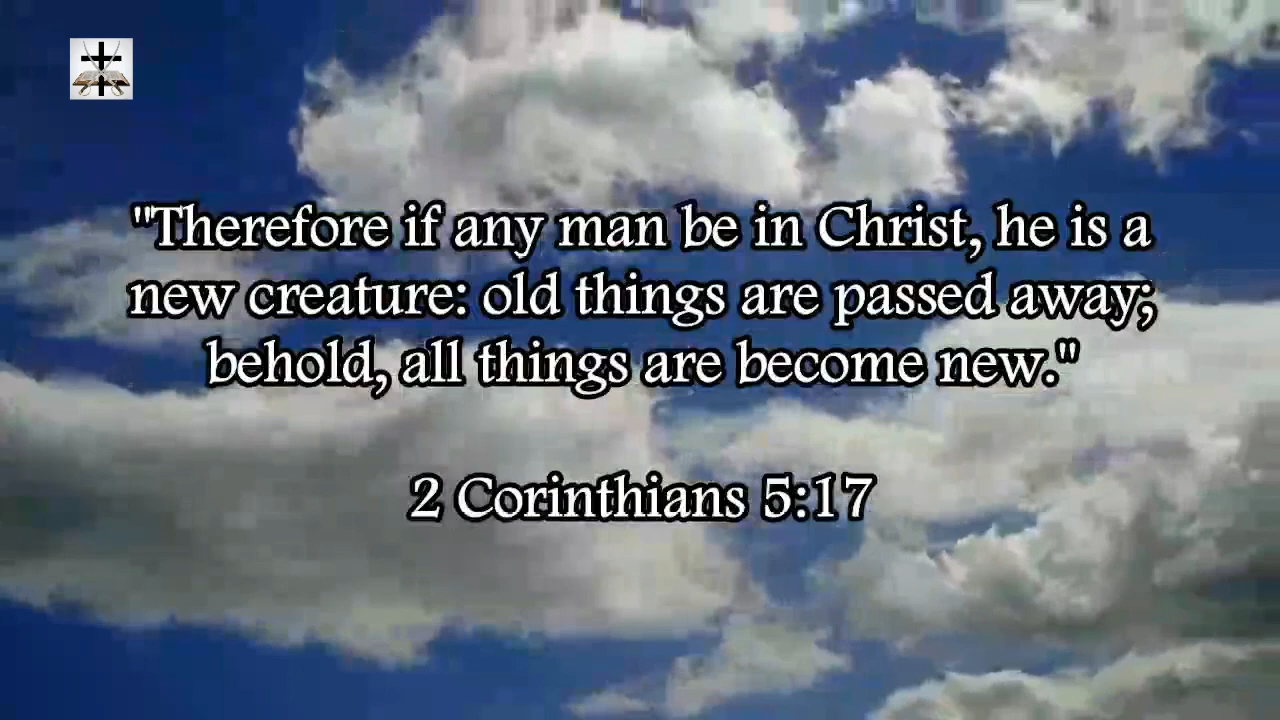 "Therefore if any man be in Christ, he is a
new creature: old things are passed away;
behold, all things are become new."
2 Corinthians 5:17